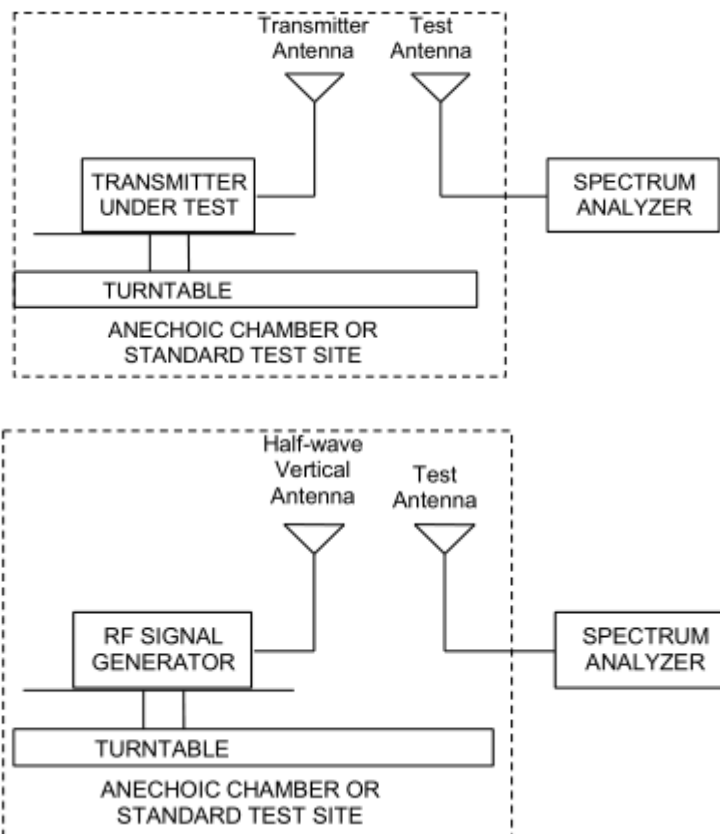 Transmitter
Antenna
Test
Antenna
TRANSMITTER
UNDER TEST
SPECTRUM
ANALYZER
TURNTABLE
ANECHOIC CHAMBER OR
STANDARD TEST SITE
Half-wave
Vertical
Antenna
Test
Antenna
RF SIGNAL
GENERATOR
SPECTRUM
ANALYZER
TURNTABLE
ANECHOIC CHAMBER OR
STANDARD TEST SITE